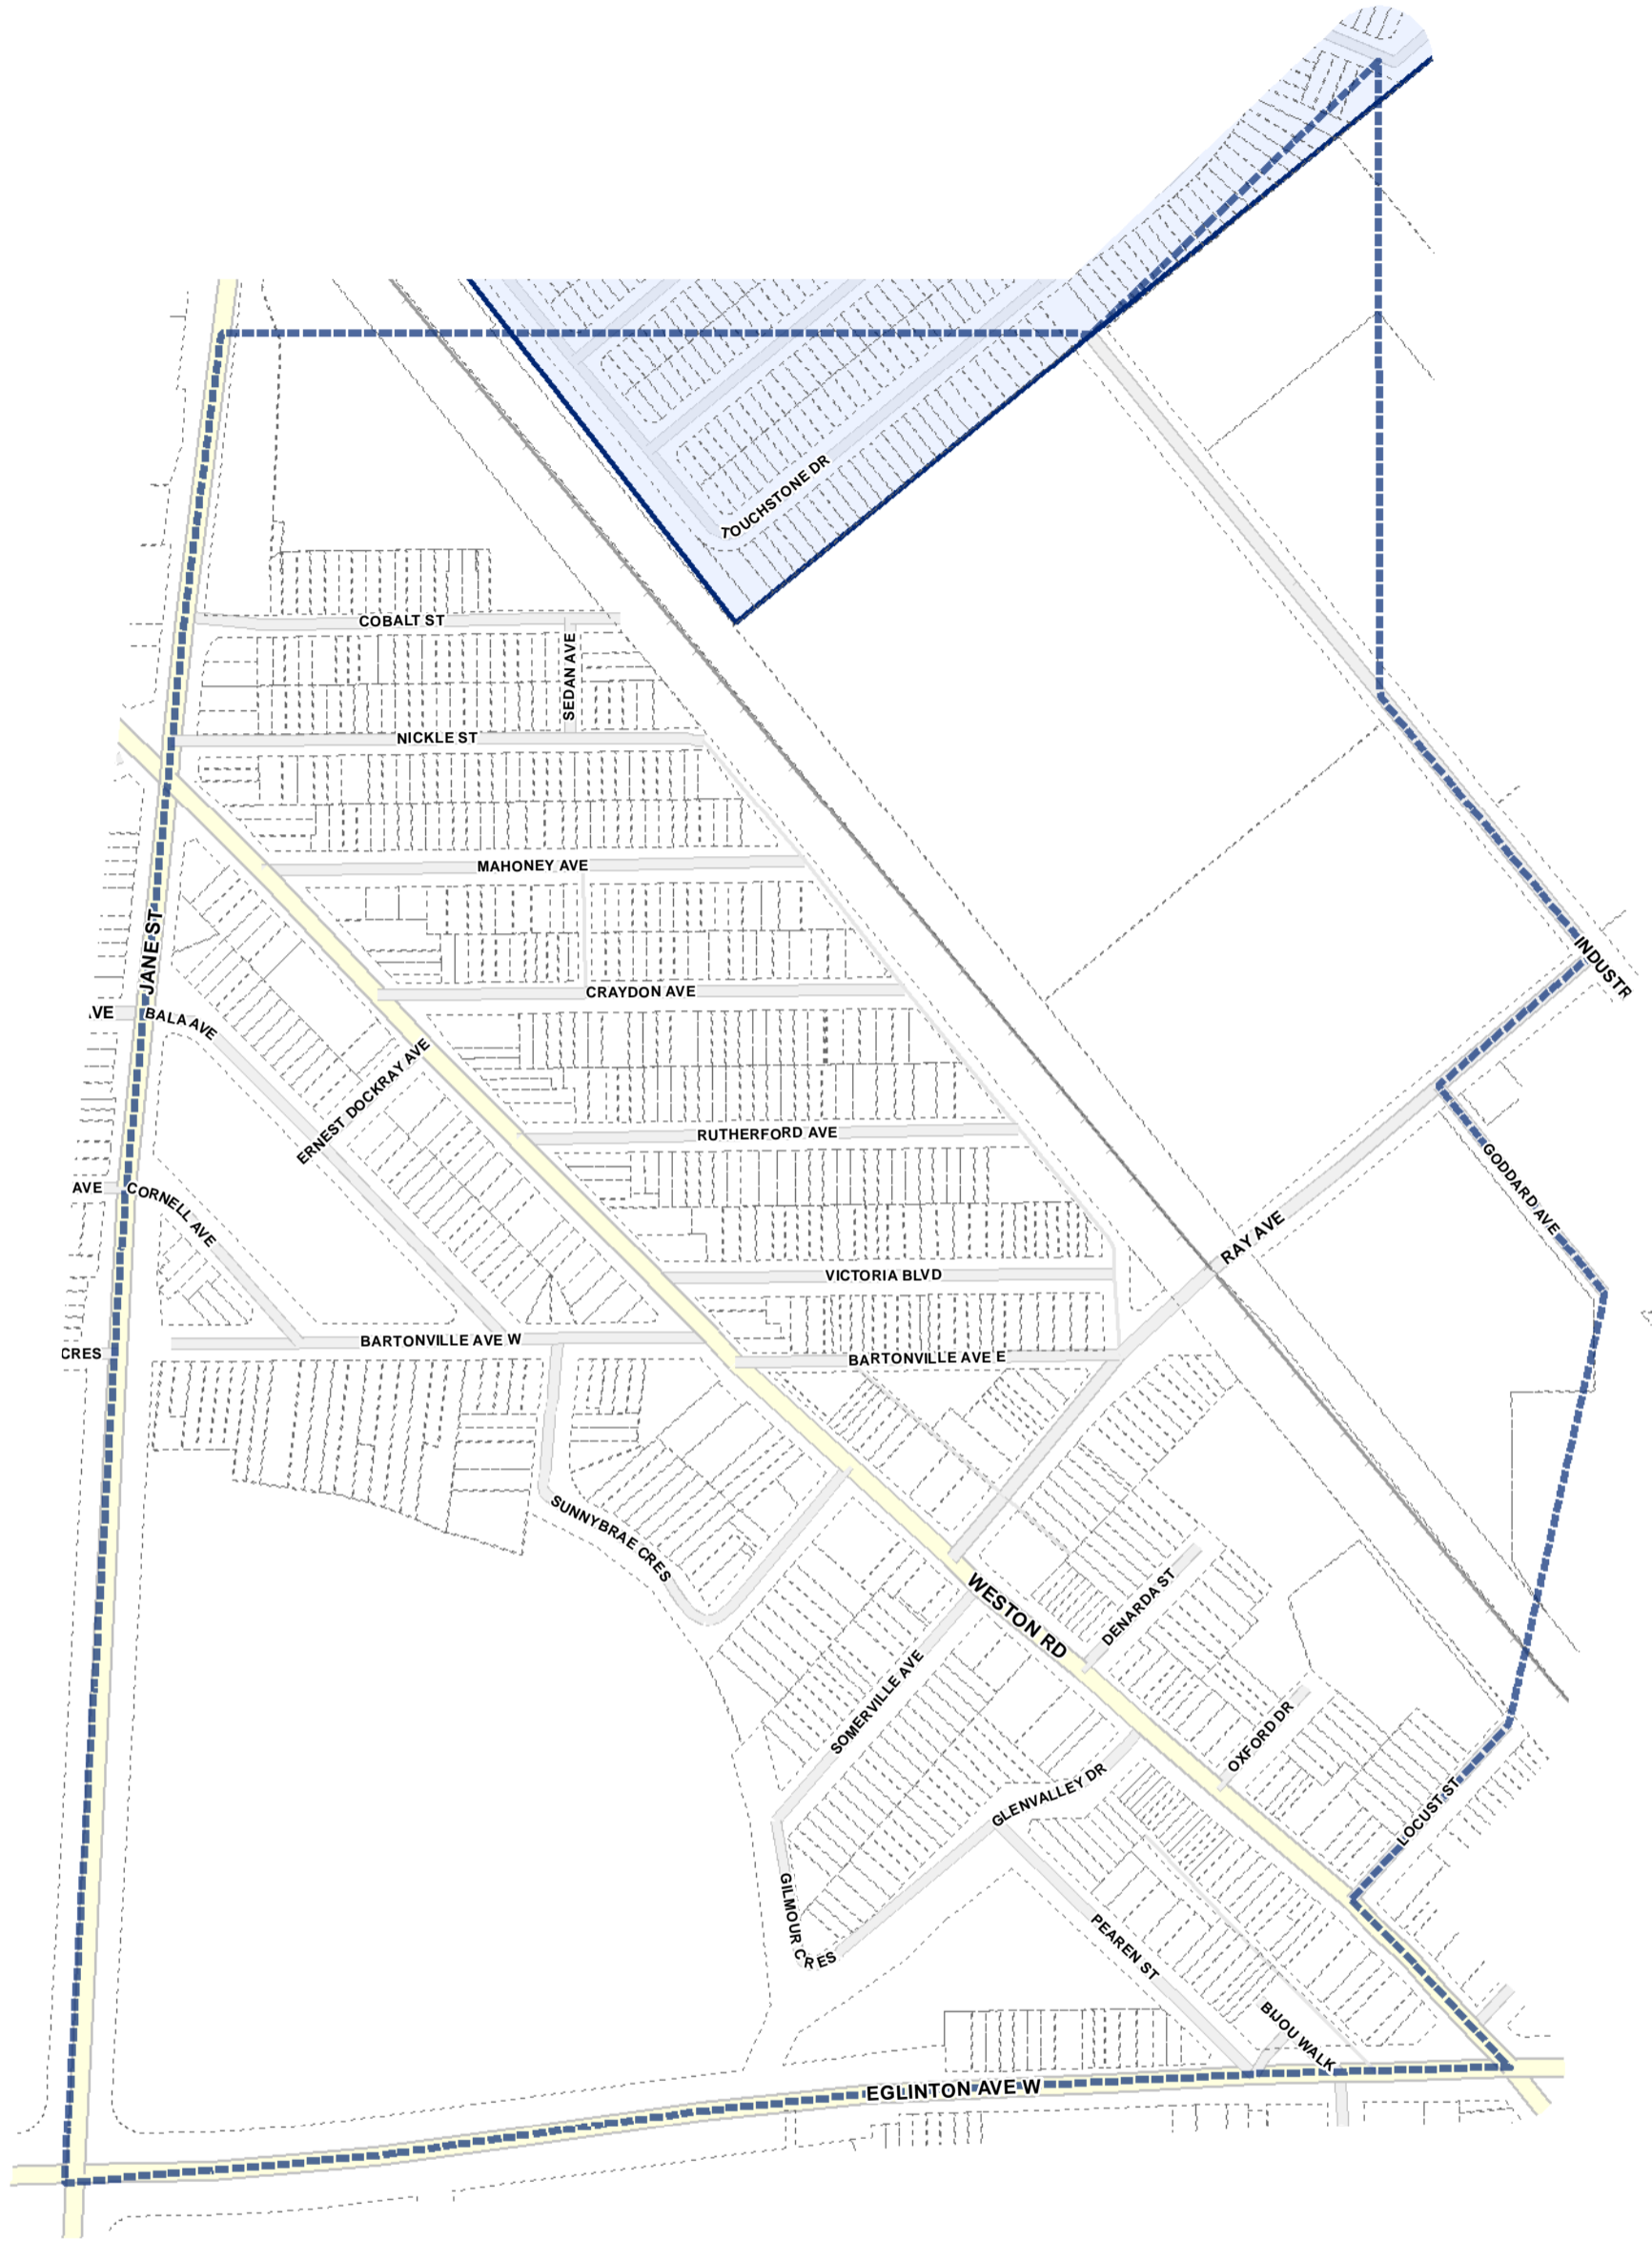 TOUCHSTONE DR
COBALT ST
SEDAN AVE
NICKLE ST
MAHONEY AVE
JANE ST
INDUSTR
CRAYDON AVE
.VE
BALA AVE
ERNEST DOCKRAY AVE
RUTHERFORD AVE
GODDARD AVE
AVE
CORNELL AVE
RAY AVE
VICTORIA BLVD
BARTONVILLE AVE W
CRES
BARTONVILLE AVE E
SUNNYBRAE CRES
WESTON RD
DENARDA ST
SOMERVILLE AVE
OXFORD DR
GLENVALLEY DR
LOCUST ST
GILMOUR CRES
PEAREN ST
BIJOU WALK
EGLINTON AVE W